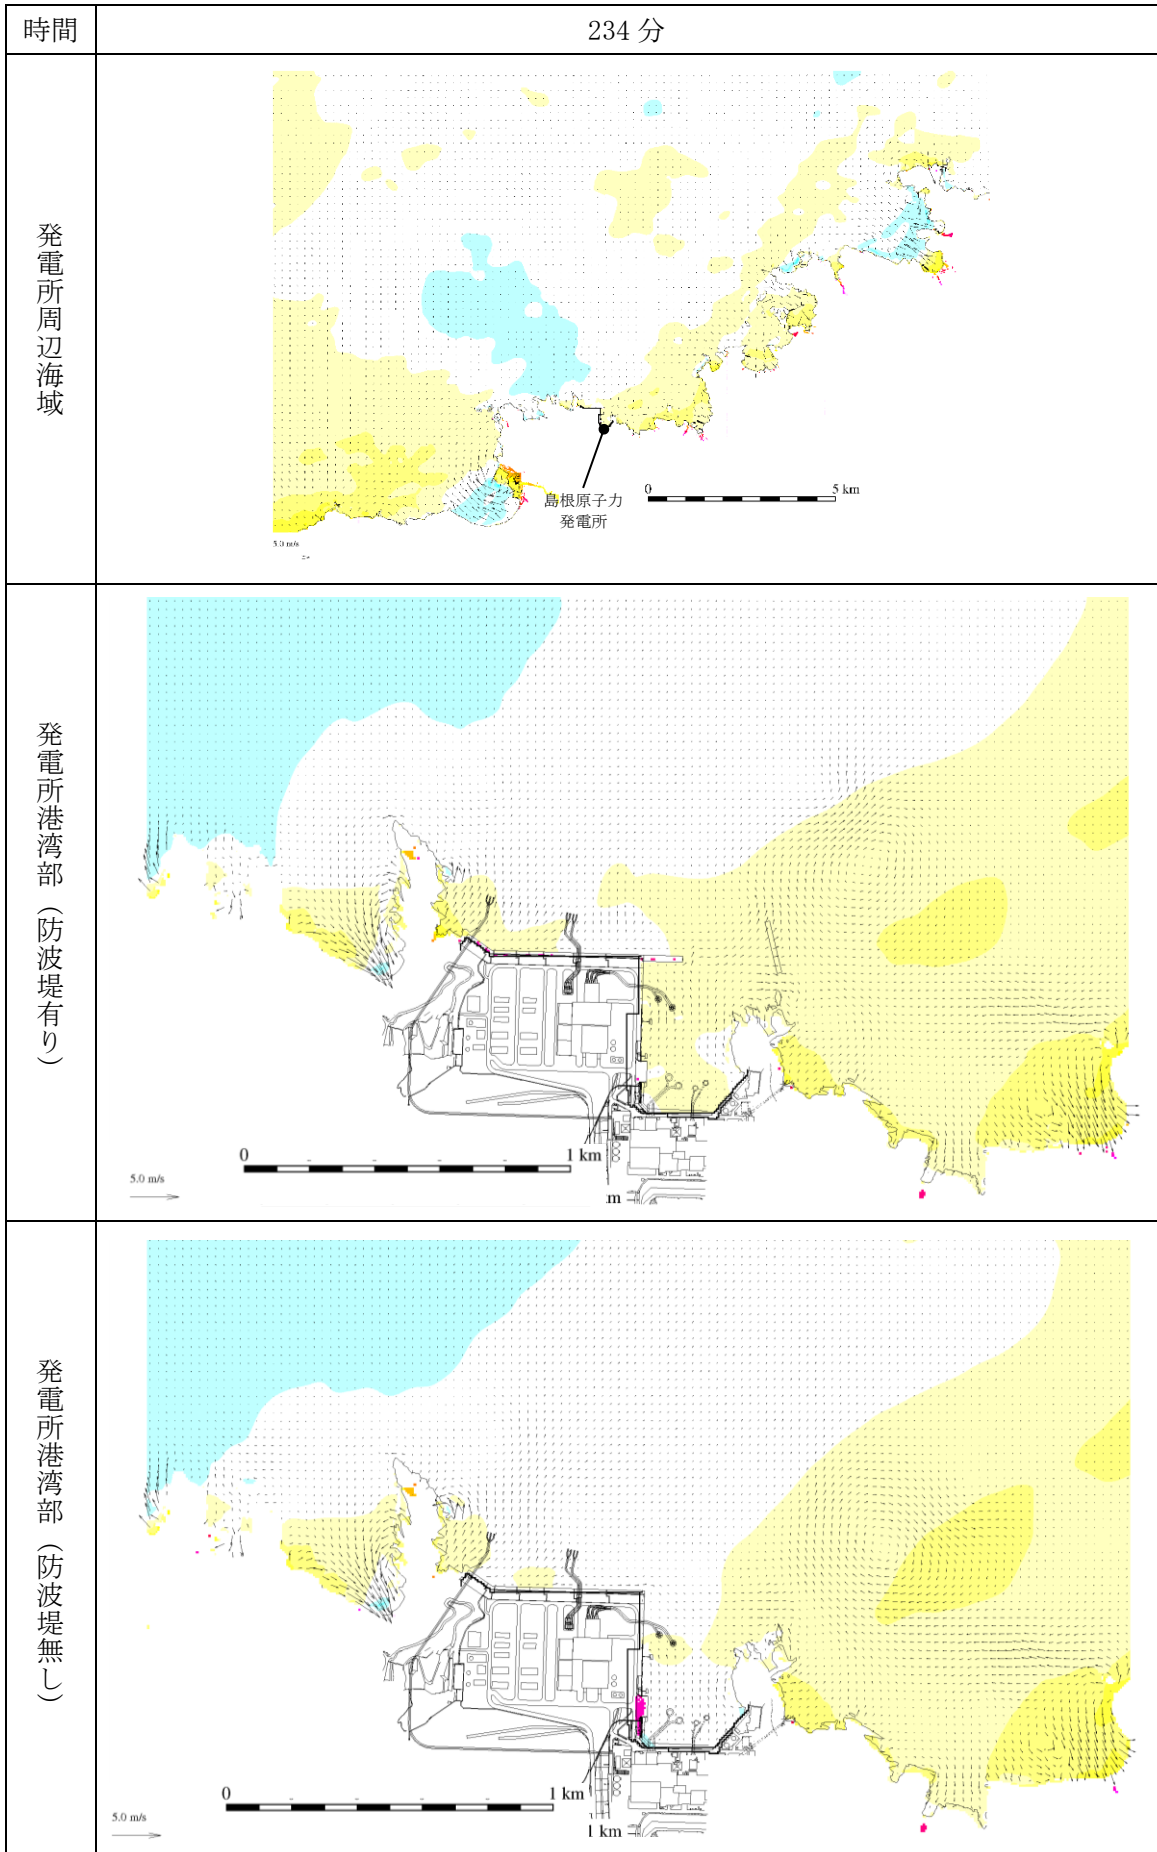 時間
234 分
発電所周辺海域
島根原子力
発電所
0
5 km
5.0 m/s
発電所港湾部（防波堤有り）
0
1 km
5.0 m/s
.m
発電所港湾部（防波堤無し）
0
1 km
5.0 m/s
1 km